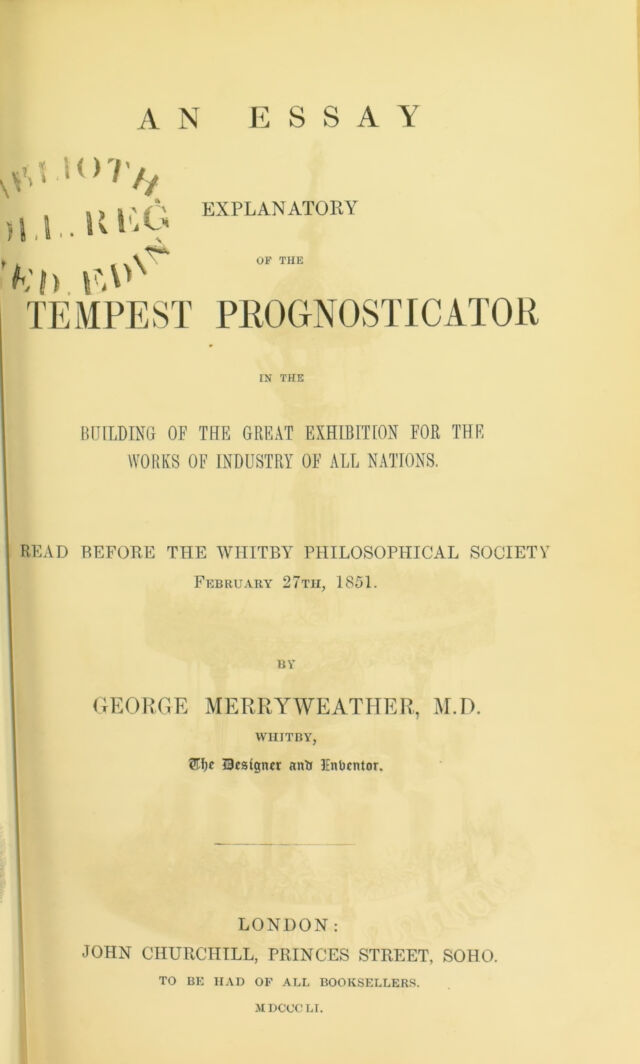 AN ESSAY
EXPLANATORY
OF THE
TEMPEST PROGNOSTICATOR
IN THE
BUILDING OF THE GREAT EXHIBITION FOR THE
WORKS OF INDUSTRY OF ALL NATIONS.
READ BEFORE THE WHITBY PHILOSOPHICAL SOCIETY
FEBRUARY 27TH, 1851.
BY
GEORGE MERRYWEATHER, M.D.
WHITBY,
The Designer and Inventor.
LONDON:
JOHN CHURCHILL, PRINCES STREET, SOHO.
TO BE HAD OF ALL BOOKSELLERS.
MDCCCLI.
REG